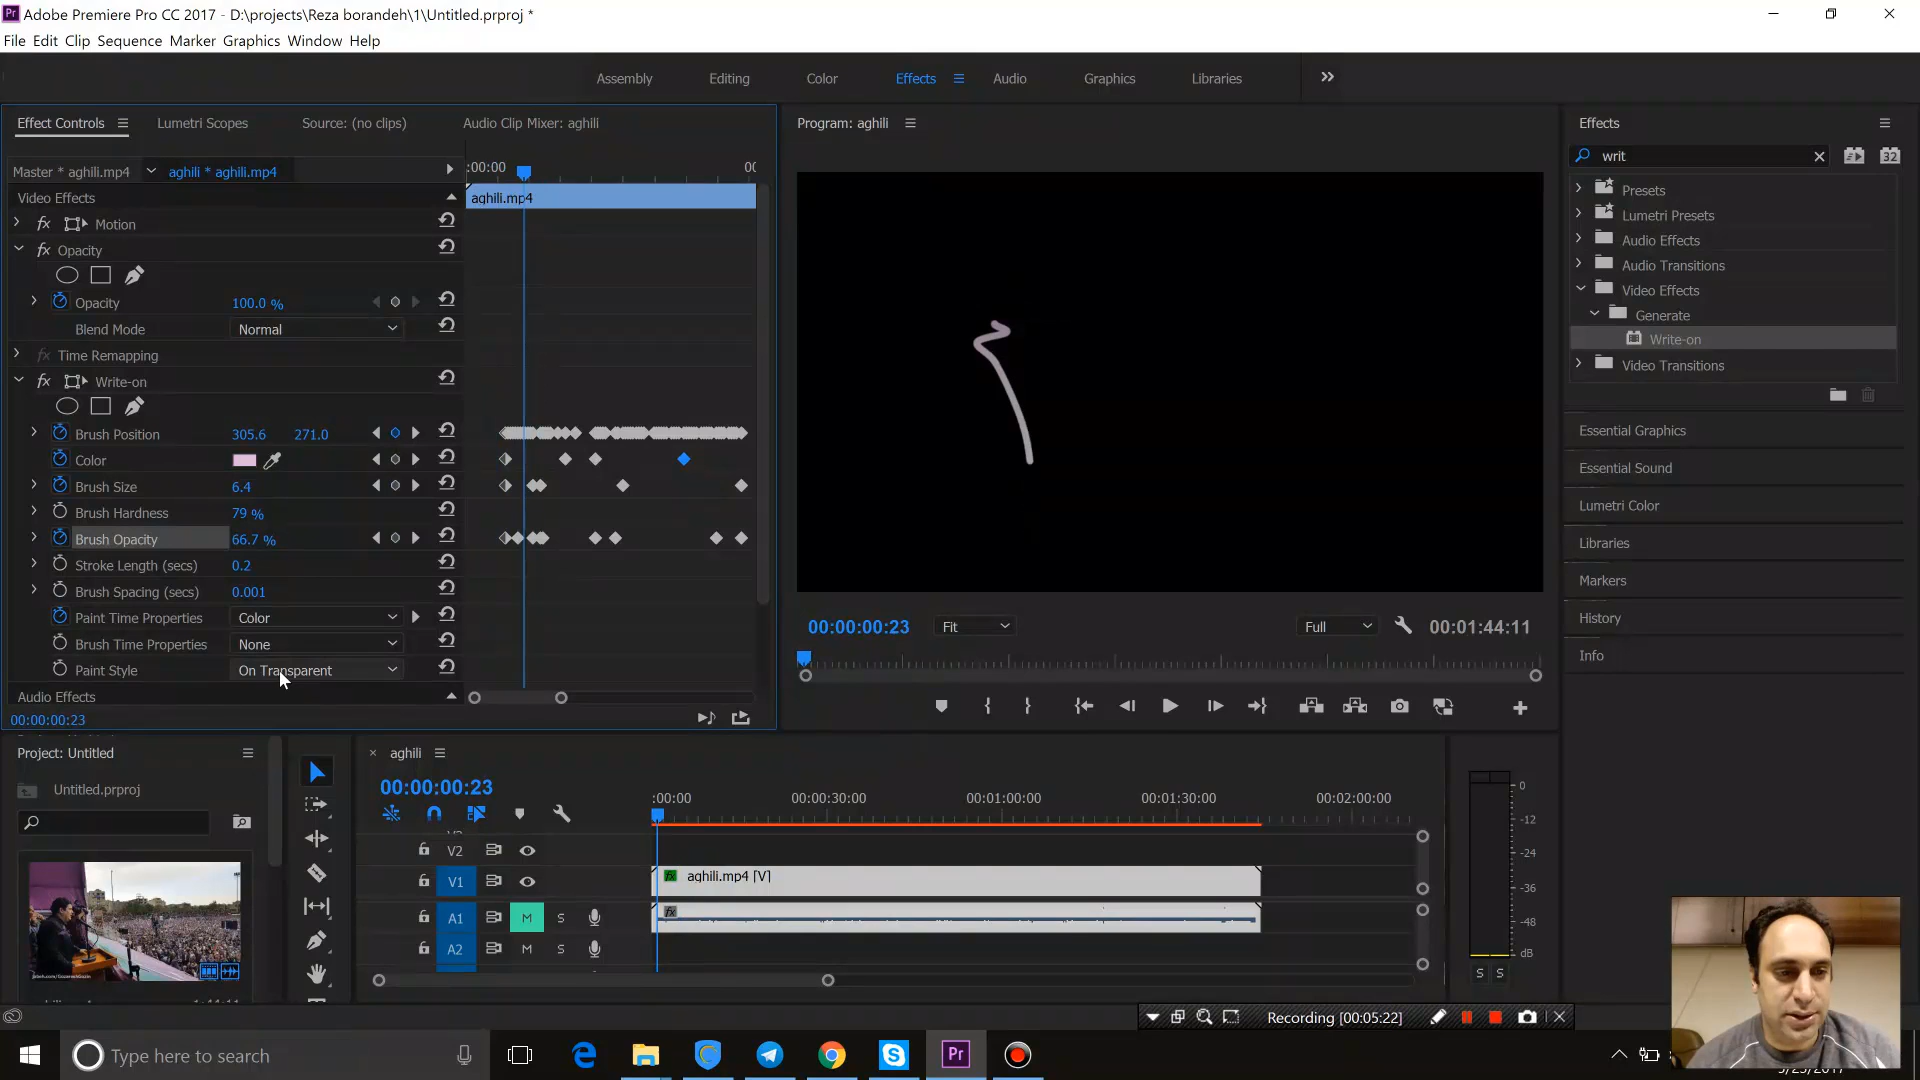 Adobe Premiere Pro CC 2017 - D:\projects\Reza borandeh\1\Untitled.prproj *
File Edit Clip Sequence Marker Graphics Window Help
Assembly Editing Color Effects Audio Graphics Libraries
Effect Controls Lumetri Scopes Source: (no clips) Audio Clip Mixer: aghili
Program: aghili
Effects
writ
32
Master * aghili.mp4 aghili * aghili.mp4
:00:00 00
Video Effects
aghili.mp4
Motion
Opacity
Opacity 100.0 %
Blend Mode Normal
Time Remapping
Write-on
Brush Position 305.6 271.0
Color
Brush Size 6.4
Brush Hardness 79 %
Brush Opacity 66.7 %
Stroke Length (secs) 0.2
Brush Spacing (secs) 0.001
Paint Time Properties Color
Brush Time Properties None
Paint Style On Transparent
Audio Effects
00:00:00:23
00:00:00:23 Fit Full 00:01:44:11
Presets
Lumetri Presets
Audio Effects
Audio Transitions
Video Effects
Generate
Write-on
Video Transitions
Essential Graphics
Essential Sound
Lumetri Color
Libraries
Markers
History
Info
Project: Untitled
Untitled.prproj
aghili
00:00:00:23
:00:00 00:00:30:00 00:01:00:00 00:01:30:00 00:02:00:00
V2
V1 aghili.mp4 [V]
A1 M S
A2 M S
0
-12
-24
-36
-48
dB
S S
Recording [00:05:22]
Type here to search
Pr